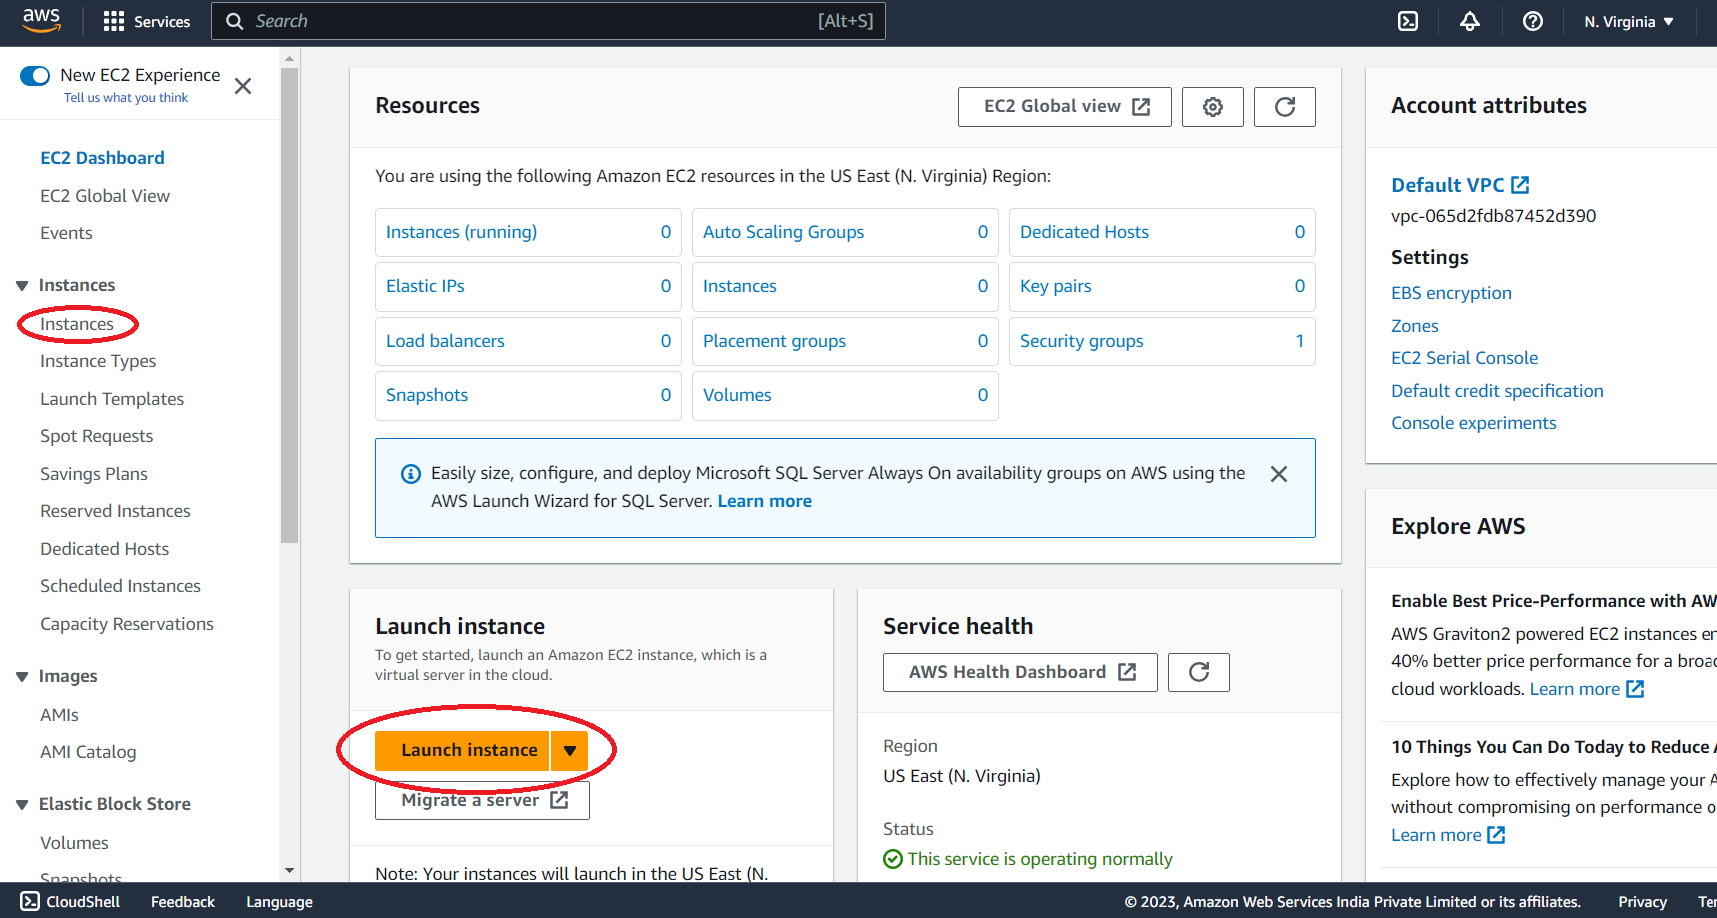 aws
Services
Search
[Alt+S]
N. Virginia
New EC2 Experience
Tell us what you think
EC2 Dashboard
EC2 Global View
Events
Instances
Instances
Instance Types
Launch Templates
Spot Requests
Savings Plans
Reserved Instances
Dedicated Hosts
Scheduled Instances
Capacity Reservations
Images
AMIs
AMI Catalog
Elastic Block Store
Volumes
Snapshots
Resources
EC2 Global view
You are using the following Amazon EC2 resources in the US East (N. Virginia) Region:
Instances (running) 0
Auto Scaling Groups 0
Dedicated Hosts 0
Elastic IPs 0
Instances 0
Key pairs 0
Load balancers 0
Placement groups 0
Security groups 1
Snapshots 0
Volumes 0
Easily size, configure, and deploy Microsoft SQL Server Always On availability groups on AWS using the
AWS Launch Wizard for SQL Server. Learn more
Launch instance
To get started, launch an Amazon EC2 instance, which is a
virtual server in the cloud.
Launch instance
Migrate a server
Note: Your instances will launch in the US East (N.
Service health
AWS Health Dashboard
Region
US East (N. Virginia)
Status
This service is operating normally
Account attributes
Default VPC
vpc-065d2fdb87452d390
Settings
EBS encryption
Zones
EC2 Serial Console
Default credit specification
Console experiments
Explore AWS
Enable Best Price-Performance with AW
AWS Graviton2 powered EC2 instances en
40% better price performance for a broad
cloud workloads. Learn more
10 Things You Can Do Today to Reduce A
Explore how to effectively manage your A
without compromising on performance o
Learn more
CloudShell
Feedback
Language
© 2023, Amazon Web Services India Private Limited or its affiliates.
Privacy
Ter